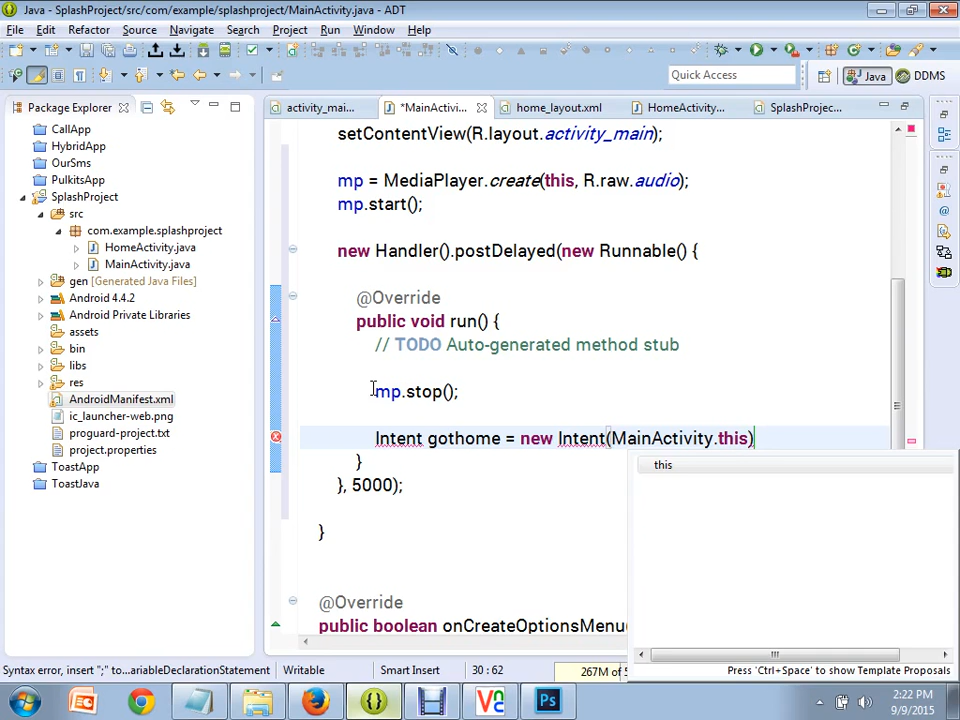 Java - SplashProject/src/com/example/splashproject/MainActivity.java - ADT
File Edit Refactor Source Navigate Search Project Run Window Help
Quick Access
Java
DDMS
Package Explorer
activity_mai...
*MainActivi...
home_layout.xml
HomeActivity...
SplashProjec...
CallApp
HybridApp
OurSms
PulkitsApp
SplashProject
src
com.example.splashproject
HomeActivity.java
MainActivity.java
gen [Generated Java Files]
Android 4.4.2
Android Private Libraries
assets
bin
libs
res
AndroidManifest.xml
ic_launcher-web.png
proguard-project.txt
project.properties
ToastApp
ToastJava
setContentView(R.layout.activity_main);
mp = MediaPlayer.create(this, R.raw.audio);
mp.start();
new Handler().postDelayed(new Runnable() {
@Override
public void run() {
// TODO Auto-generated method stub
mp.stop();
Intent gothome = new Intent(MainActivity.this)
}
}, 5000);
}
@Override
public boolean onCreateOptionsMenu(
this
Press 'Ctrl+Space' to show Template Proposals
Syntax error, insert ";" to...ariableDeclarationStatement
Writable
Smart Insert
30 : 62
267M of 5
2:22 PM
9/9/2015